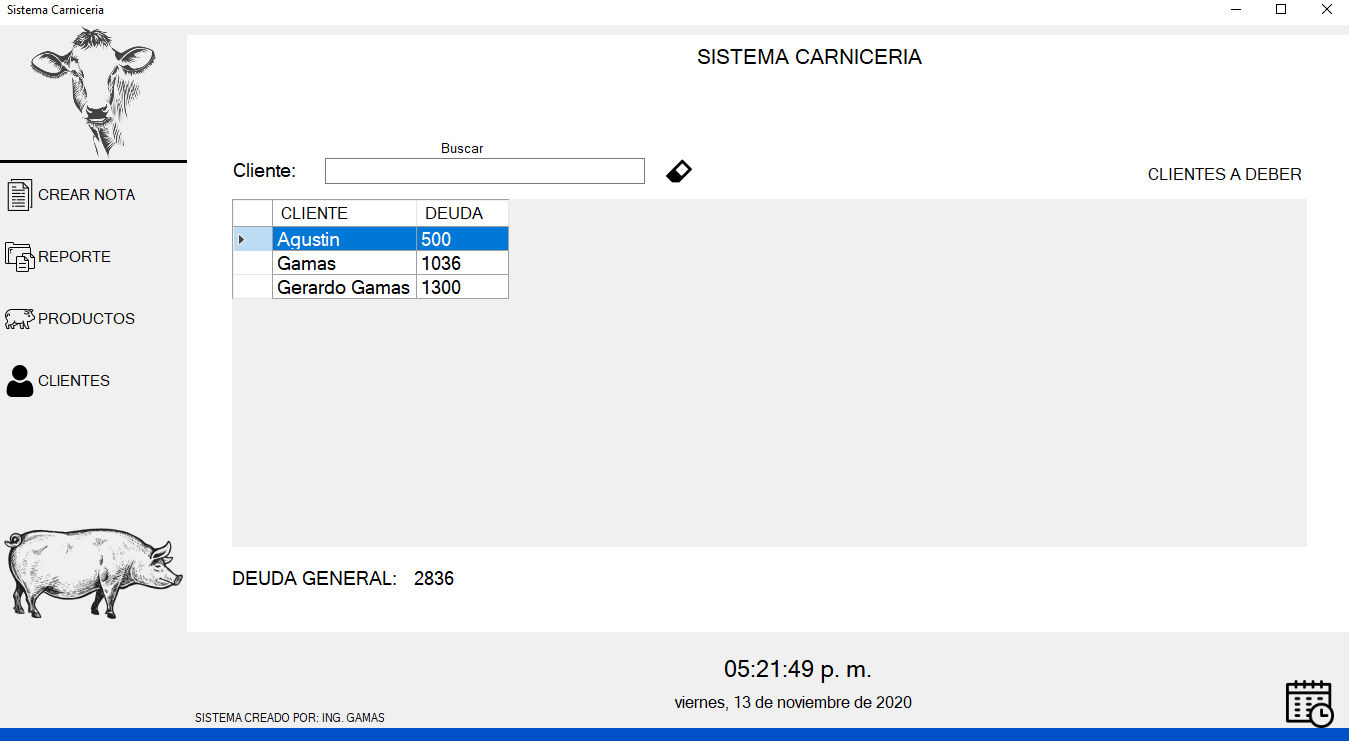 Sistema Carniceria
SISTEMA CARNICERIA
CREAR NOTA
REPORTE
PRODUCTOS
CLIENTES
Buscar
Cliente:
CLIENTES A DEBER
CLIENTE DEUDA
Agustin 500
Gamas 1036
Gerardo Gamas 1300
DEUDA GENERAL: 2836
05:21:49 p. m.
viernes, 13 de noviembre de 2020
SISTEMA CREADO POR: ING. GAMAS